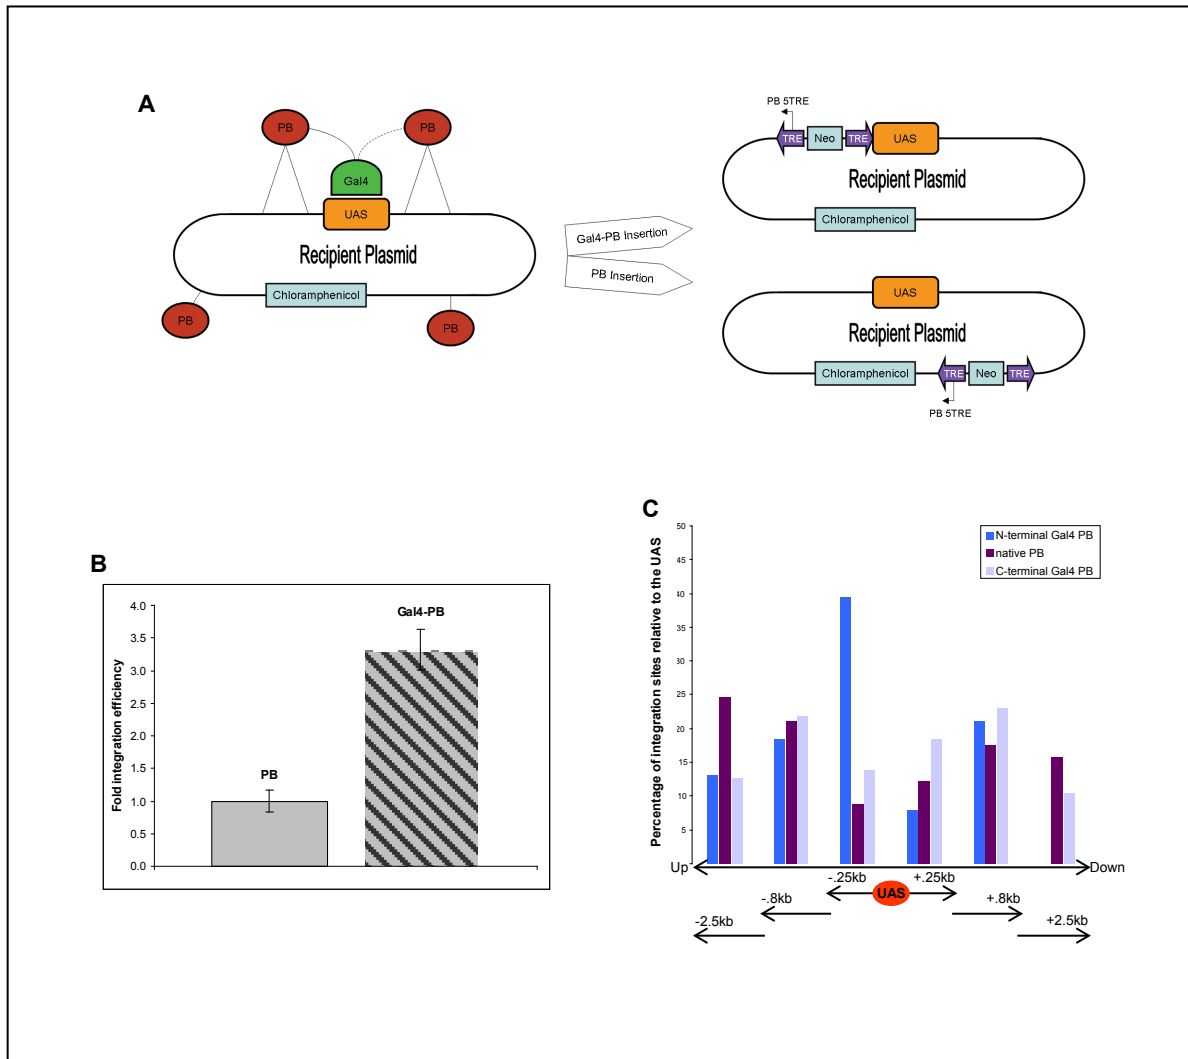 A
PB
PB
Gal4
UAS
Recipient Plasmid
Chloramphenicol
PB
PB
Gal4-PB Insertion
PB Insertion
PB 5TRE
TRE
Neo
TRE
UAS
Recipient Plasmid
Chloramphenicol
UAS
Recipient Plasmid
Chloramphenicol
TRE
Neo
TRE
PB 5TRE
B
Fold integration efficiency
4.0
3.5
3.0
2.5
2.0
1.5
1.0
0.5
0.0
PB
Gal4-PB
C
Percentage of integration sites relative to the UAS
50
45
40
35
30
25
20
15
10
5
N-terminal Gal4 PB
native PB
C-terminal Gal4 PB
Up
Down
-.25kb
+.25kb
UAS
-.8kb
+.8kb
-2.5kb
+2.5kb